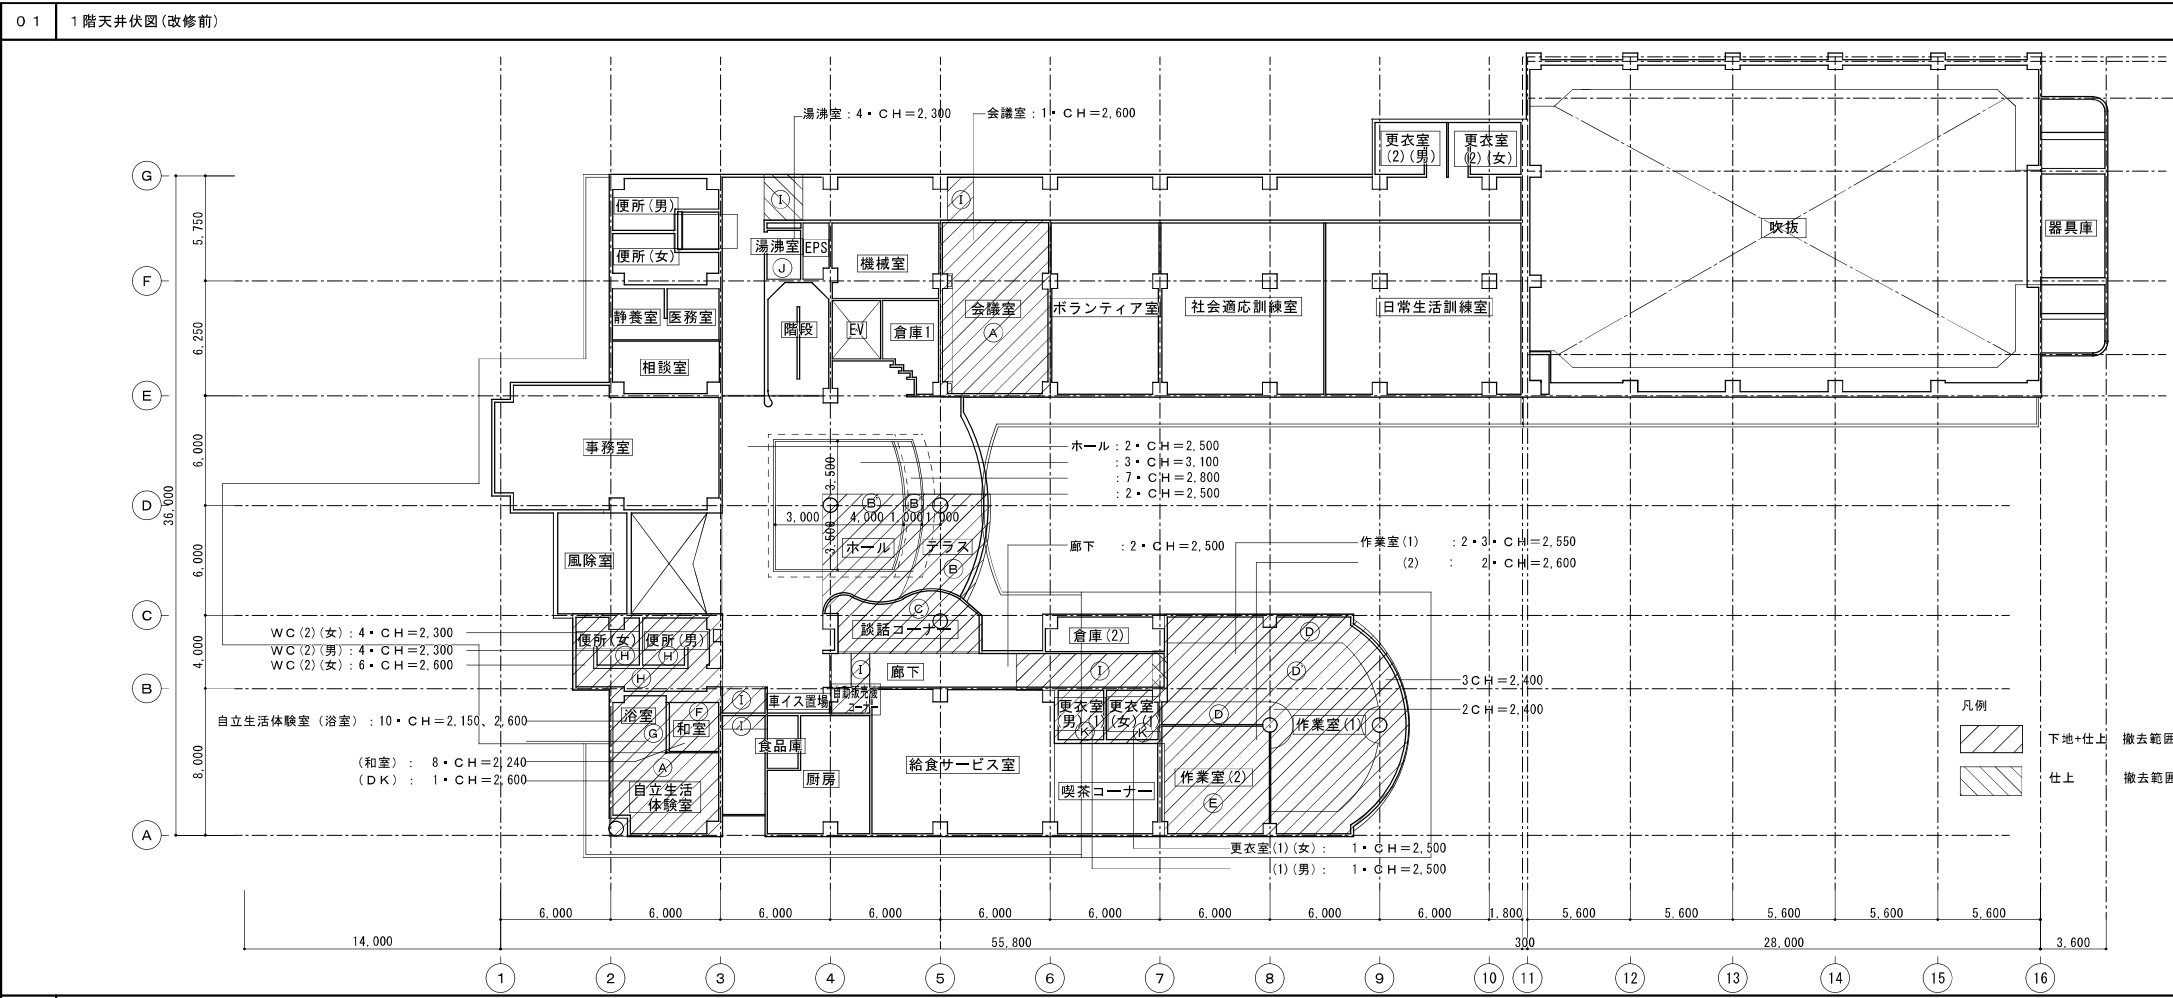 ０１
１階天井伏図(改修前)
湯沸室：４・ＣＨ＝2,300
会議室：１・ＣＨ＝2,600
更衣室
(2)(男)
更衣室
(2)(女)
G
便所(男)
I
I
5,750
湯沸室
EPS
吹抜
器具庫
便所(女)
J
機械室
F
静養室
医務室
階段
EV
倉庫1
会議室
A
ボランティア室
社会適応訓練室
日常生活訓練室
6,250
相談室
E
事務室
6,000
ホール：２・ＣＨ＝2,500
：３・ＣＨ＝3,100
：７・ＣＨ＝2,800
：２・ＣＨ＝2,500
3,500
36,000
D
B'
B'
3,000
4,000
1,000
1,000
3,500
ホール
テラス
B
風除室
6,000
廊下　：２・ＣＨ＝2,500
作業室(1)　：２・３・ＣＨ＝2,550
(2)　：　２・ＣＨ＝2,600
C
C
談話コーナー
倉庫(2)
D
ＷＣ(2)(女)：４・ＣＨ＝2,300
ＷＣ(2)(男)：４・ＣＨ＝2,300
ＷＣ(2)(女)：６・ＣＨ＝2,600
便所(女)
便所(男)
H
H
H
4,000
I
廊下
I
D'
B
3ＣＨ＝2,400
2ＣＨ＝2,400
I
車イス置場
自動販売機
コーナー
更衣室
(男)(1)
K
更衣室
(女)(1)
K
D
作業室(1)
凡例
下地+仕上　撤去範囲
仕上　撤去範囲
自立生活体験室（浴室）：10・ＣＨ＝2,150、2,600
浴室
F
和室
G
I
食品庫
(和室)：　８・ＣＨ＝2,240
(ＤＫ)：　１・ＣＨ＝2,600
A
8,000
厨房
給食サービス室
作業室(2)
E
喫茶コーナー
自立生活
体験室
A
更衣室(1)(女)：　１・ＣＨ＝2,500
(1)(男)：　１・ＣＨ＝2,500
6,000
6,000
6,000
6,000
6,000
6,000
6,000
6,000
6,000
1,800
5,600
5,600
5,600
5,600
5,600
14,000
55,800
300
28,000
3,600
1
2
3
4
5
6
7
8
9
10
11
12
13
14
15
16